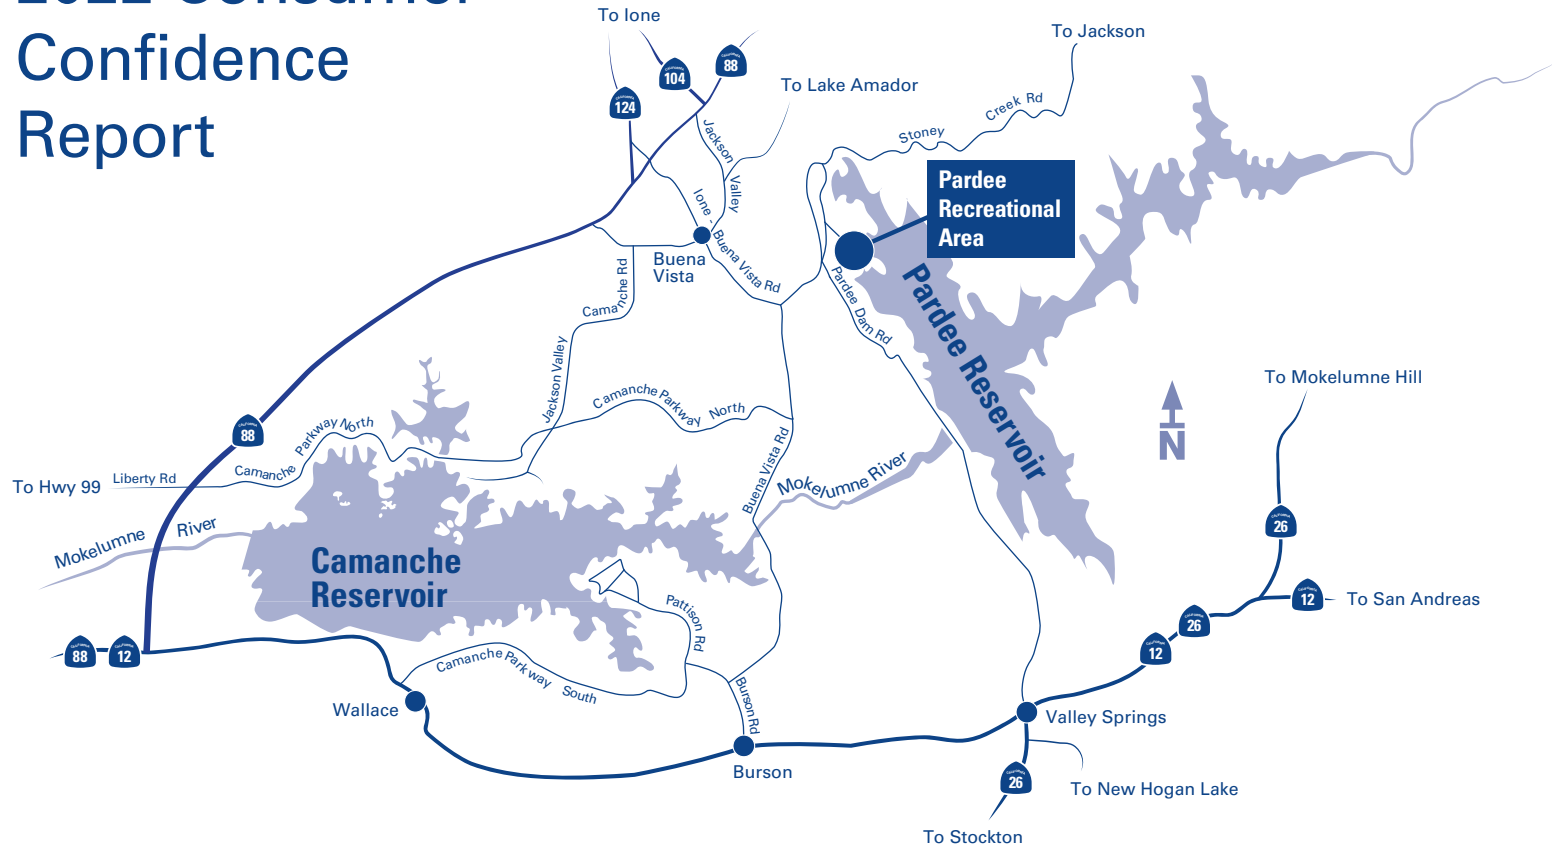 2022 Consumer
Confidence
Report
To Ione
To Jackson
104
88
124
To Lake Amador
Creek Rd
Stoney
Jackson
Valley
Pardee
Recreational
Area
Ione - Buena Vista Rd
Buena
Vista
Camanche Rd
Jackson Valley
Pardee Dam Rd
Pardee Reservoir
To Mokelumne Hill
N
88
Camanche Parkway North
Camanche Parkway North
Liberty Rd
To Hwy 99
Buena Vista Rd
Mokelumne River
Mokelumne River
Camanche
Reservoir
26
12
To San Andreas
26
12
Pattison Rd
88
12
Camanche Parkway South
Burson Rd
Wallace
Valley Springs
Burson
26
To New Hogan Lake
To Stockton